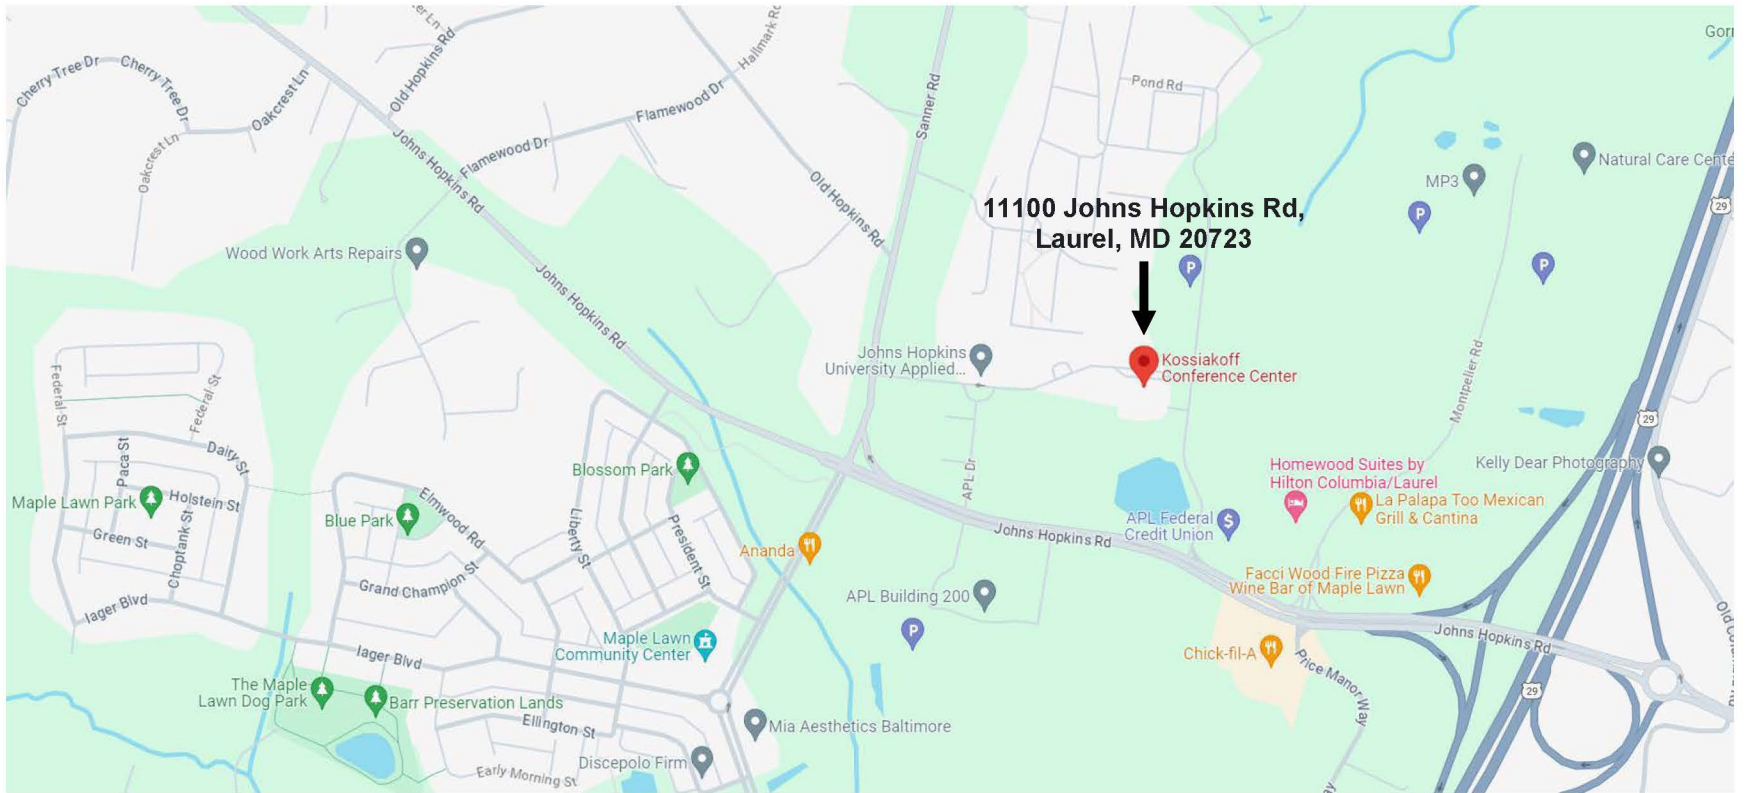 Gorr
Cherry Tree Dr
Cherry Tree Dr
Oakcrest Ln
Oakcrest Ln
Old Hopkins Rd
Hallmark Rd
Flamewood Dr
Flamewood Dr
Johns Hopkins Rd
Old Hopkins Rd
Sanner Rd
Pond Rd
Natural Care Cente
MP3
P
P
P
29
11100 Johns Hopkins Rd,
Laurel, MD 20723
Wood Work Arts Repairs
Johns Hopkins Rd
Johns Hopkins
University Applied...
Kossiakoff
Conference Center
Montpelier Rd
29
Federal St
Federal St
Dairy St
Paca St
Holstein St
Maple Lawn Park
Green St
Choptank St
Iager Blvd
Blue Park
Elmwood Rd
Grand Champion St
Blossom Park
Liberty St
President St
Ananda
APL Dr
Johns Hopkins Rd
APL Federal
Credit Union
$
Homewood Suites by
Hilton Columbia/Laurel
La Palapa Too Mexican
Grill & Cantina
Kelly Dear Photography
Facci Wood Fire Pizza
Wine Bar of Maple Lawn
APL Building 200
P
Maple Lawn
Community Center
Iager Blvd
Chick-fil-A
Price Manor Way
Johns Hopkins Rd
29
The Maple
Lawn Dog Park
Barr Preservation Lands
Ellington St
Mia Aesthetics Baltimore
Discepolo Firm
Early Morning St